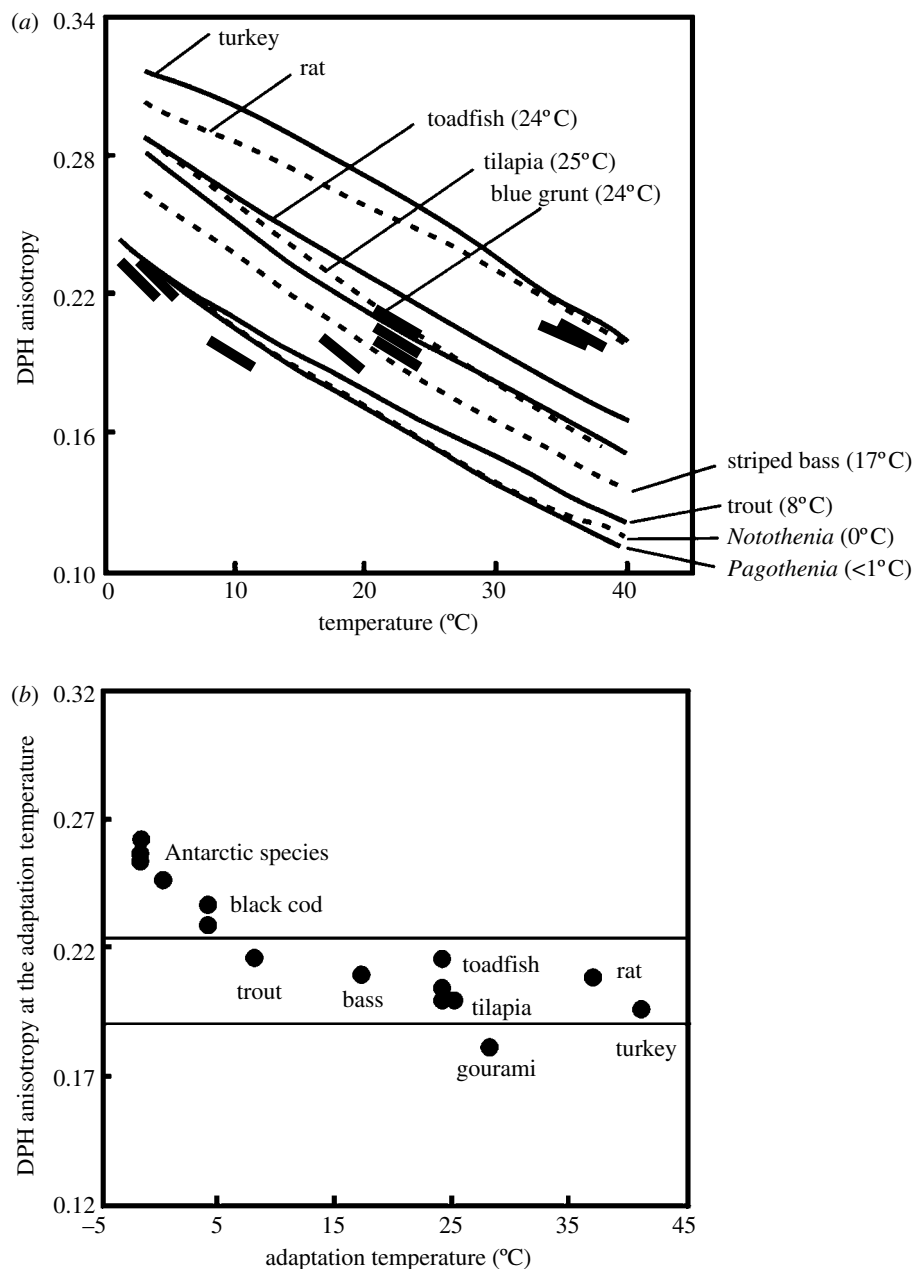 (a)
0.34
0.28
0.22
0.16
0.10
DPH anisotropy
turkey
rat
toadfish (24°C)
tilapia (25°C)
blue grunt (24°C)
striped bass (17°C)
trout (8°C)
Notothenia (0°C)
Pagothenia (<1°C)
0 10 20 30 40
temperature (°C)
(b)
0.32
0.27
0.22
0.17
0.12
DPH anisotropy at the adaptation temperature
Antarctic species
black cod
trout
bass
toadfish
tilapia
gourami
rat
turkey
–5 5 15 25 35 45
adaptation temperature (°C)